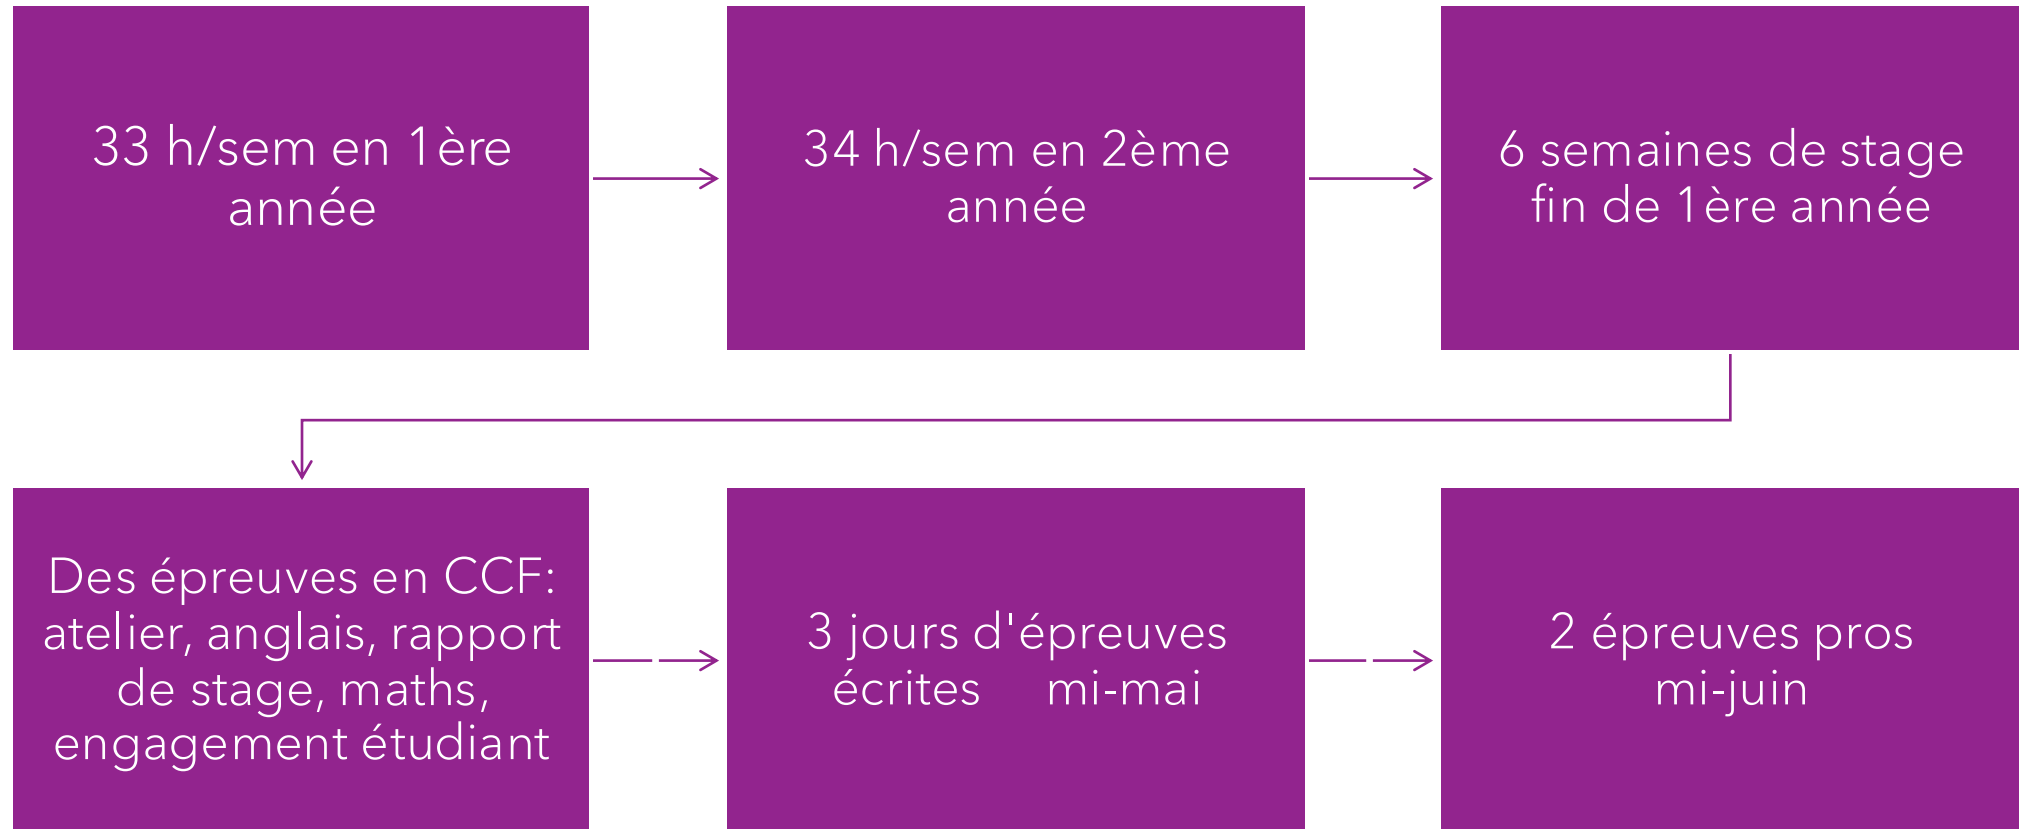 33 h/sem en 1ère
année
34 h/sem en 2ème
année
6 semaines de stage
fin de 1ère année
Des épreuves en CCF:
atelier, anglais, rapport
de stage, maths,
engagement étudiant
3 jours d'épreuves
écrites mi-mai
2 épreuves pros
mi-juin